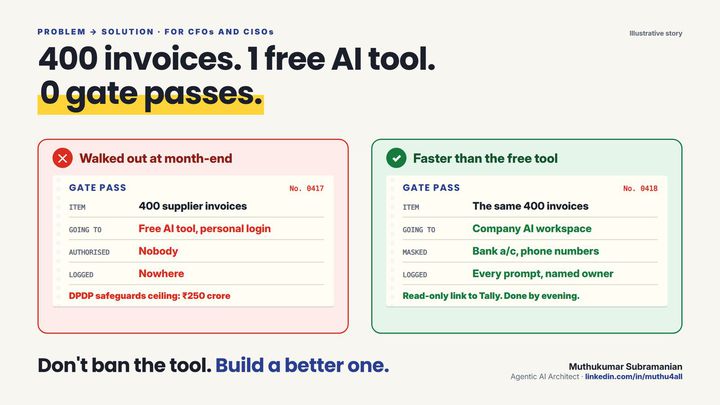 PROBLEM → SOLUTION · FOR CFOs AND CISOs
Illustrative story
400 invoices. 1 free AI tool.
0 gate passes.
Walked out at month-end
GATE PASS No. 0417
ITEM 400 supplier invoices
GOING TO Free AI tool, personal login
AUTHORISED Nobody
LOGGED Nowhere
DPDP safeguards ceiling: ₹250 crore
Faster than the free tool
GATE PASS No. 0418
ITEM The same 400 invoices
GOING TO Company AI workspace
MASKED Bank a/c, phone numbers
LOGGED Every prompt, named owner
Read-only link to Tally. Done by evening.
Don't ban the tool. Build a better one.
Muthukumar Subramanian
Agentic AI Architect · linkedin.com/in/muthu4all